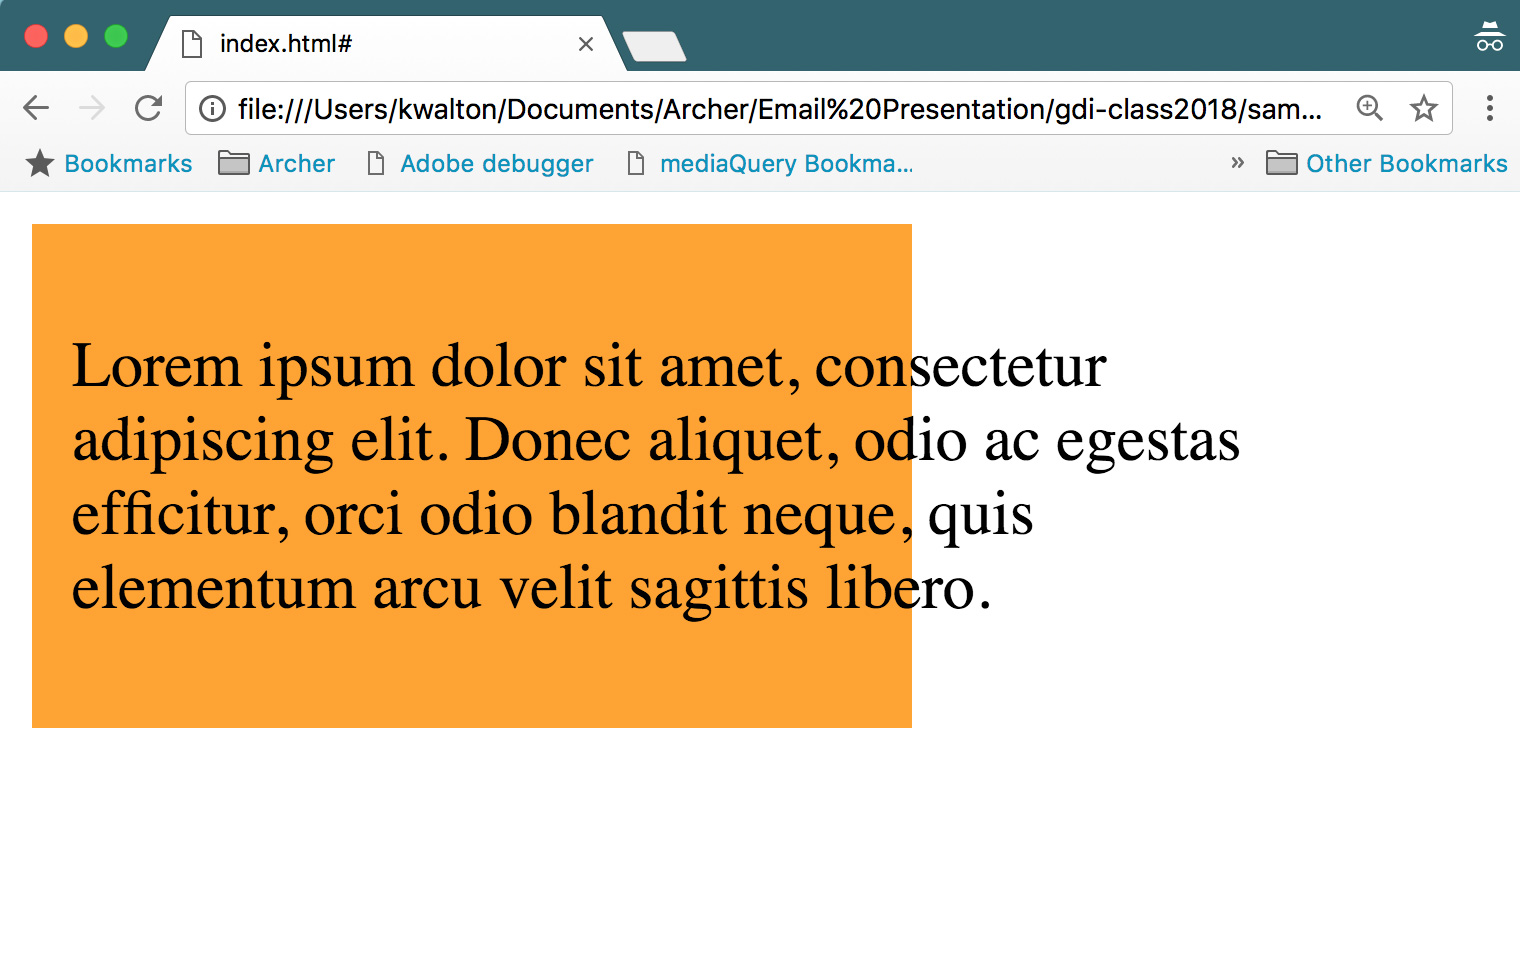 index.html#
file:///Users/kwalton/Documents/Archer/Email%20Presentation/gdi-class2018/sam...
Bookmarks Archer Adobe debugger mediaQuery Bookma... » Other Bookmarks
Lorem ipsum dolor sit amet, consectetur
adipiscing elit. Donec aliquet, odio ac egestas
efficitur, orci odio blandit neque, quis
elementum arcu velit sagittis libero.